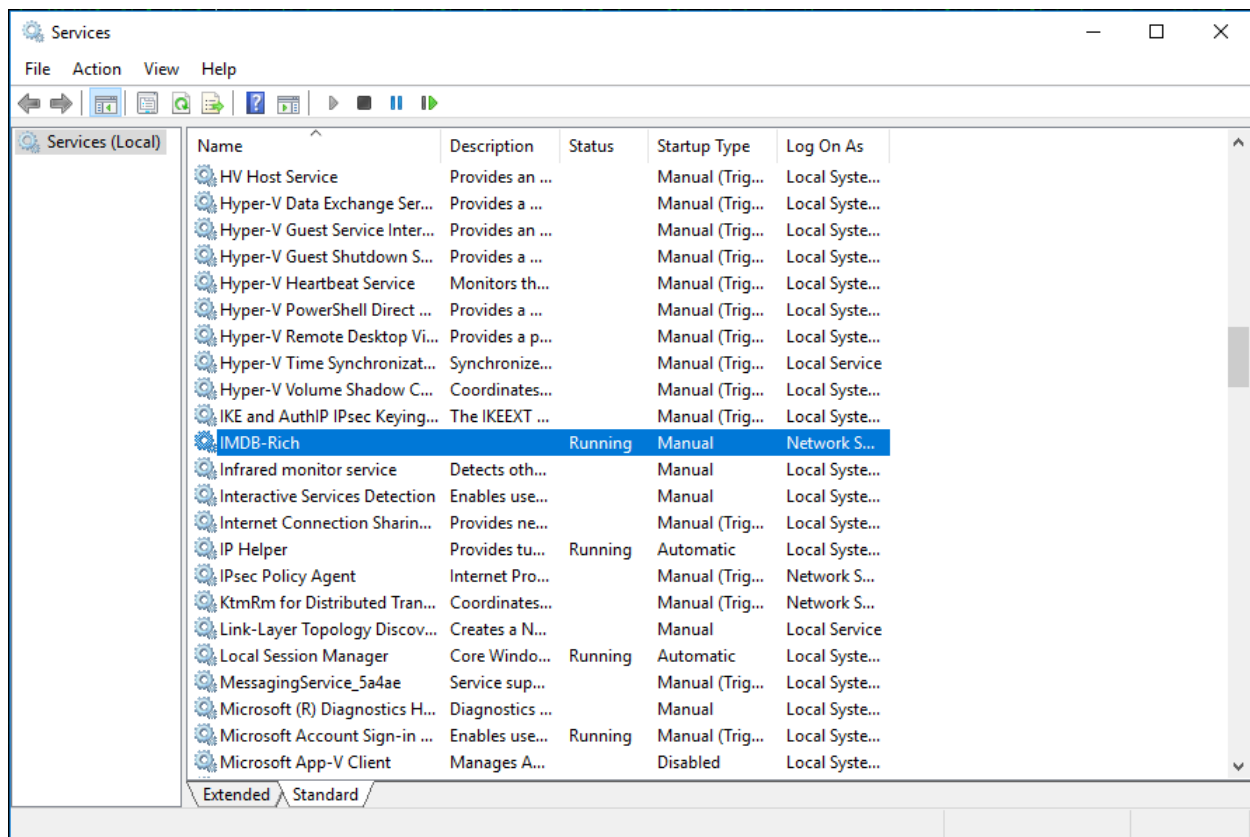 Services
File Action View Help
Services (Local)
Name Description Status Startup Type Log On As
HV Host Service Provides an ... Manual (Trig... Local Syste...
Hyper-V Data Exchange Ser... Provides a ... Manual (Trig... Local Syste...
Hyper-V Guest Service Inter... Provides an ... Manual (Trig... Local Syste...
Hyper-V Guest Shutdown S... Provides a ... Manual (Trig... Local Syste...
Hyper-V Heartbeat Service Monitors th... Manual (Trig... Local Syste...
Hyper-V PowerShell Direct ... Provides a ... Manual (Trig... Local Syste...
Hyper-V Remote Desktop Vi... Provides a p... Manual (Trig... Local Syste...
Hyper-V Time Synchronizat... Synchronize... Manual (Trig... Local Service
Hyper-V Volume Shadow C... Coordinates... Manual (Trig... Local Syste...
IKE and AuthIP IPsec Keying... The IKEEXT ... Manual (Trig... Local Syste...
IMDB-Rich Running Manual Network S...
Infrared monitor service Detects oth... Manual Local Syste...
Interactive Services Detection Enables use... Manual Local Syste...
Internet Connection Sharin... Provides ne... Manual (Trig... Local Syste...
IP Helper Provides tu... Running Automatic Local Syste...
IPsec Policy Agent Internet Pro... Manual (Trig... Network S...
KtmRm for Distributed Tran... Coordinates... Manual (Trig... Network S...
Link-Layer Topology Discov... Creates a N... Manual Local Service
Local Session Manager Core Windo... Running Automatic Local Syste...
MessagingService_5a4ae Service sup... Manual (Trig... Local Syste...
Microsoft (R) Diagnostics H... Diagnostics ... Manual Local Syste...
Microsoft Account Sign-in ... Enables use... Running Manual (Trig... Local Syste...
Microsoft App-V Client Manages A... Disabled Local Syste...
Extended Standard